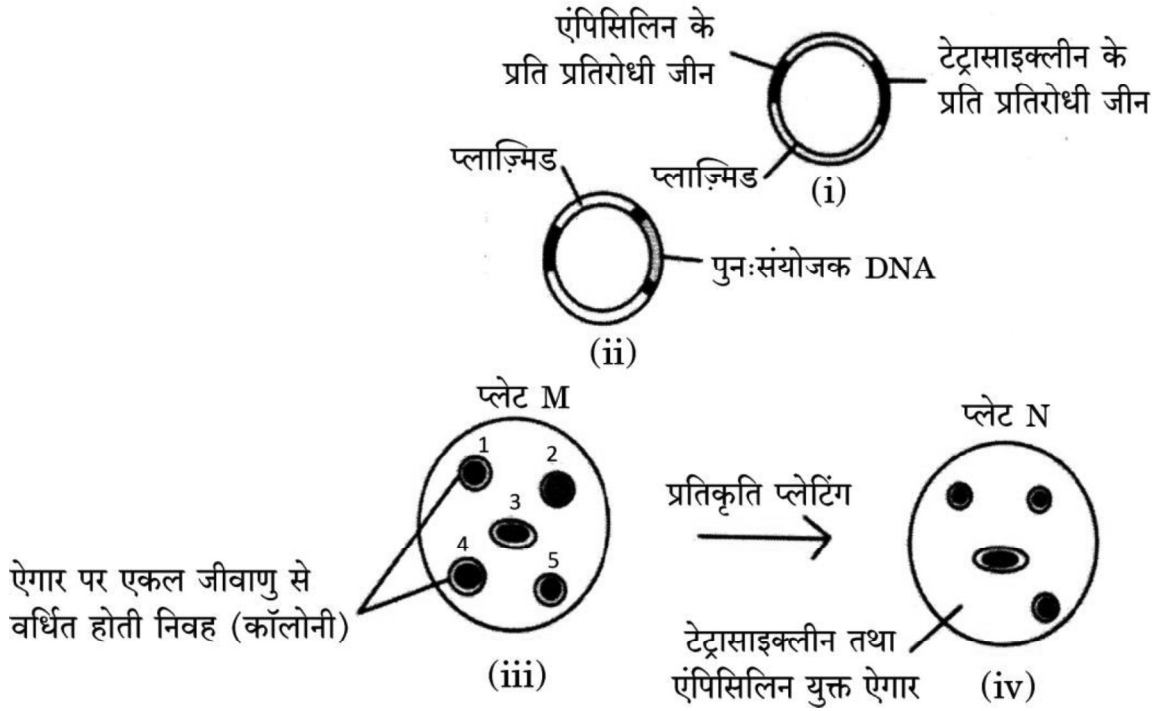 एंपिसिलिन के
प्रति प्रतिरोधी जीन
टेट्रासाइक्लीन के
प्रति प्रतिरोधी जीन
प्लाज़्मिड
(i)
प्लाज़्मिड
पुनःसंयोजक DNA
(ii)
प्लेट M
1
2
3
4
5
ऐगार पर एकल जीवाणु से
वर्धित होती निवह (कॉलोनी)
(iii)
प्रतिकृति प्लेटिंग
प्लेट N
टेट्रासाइक्लीन तथा
एंपिसिलिन युक्त ऐगार
(iv)